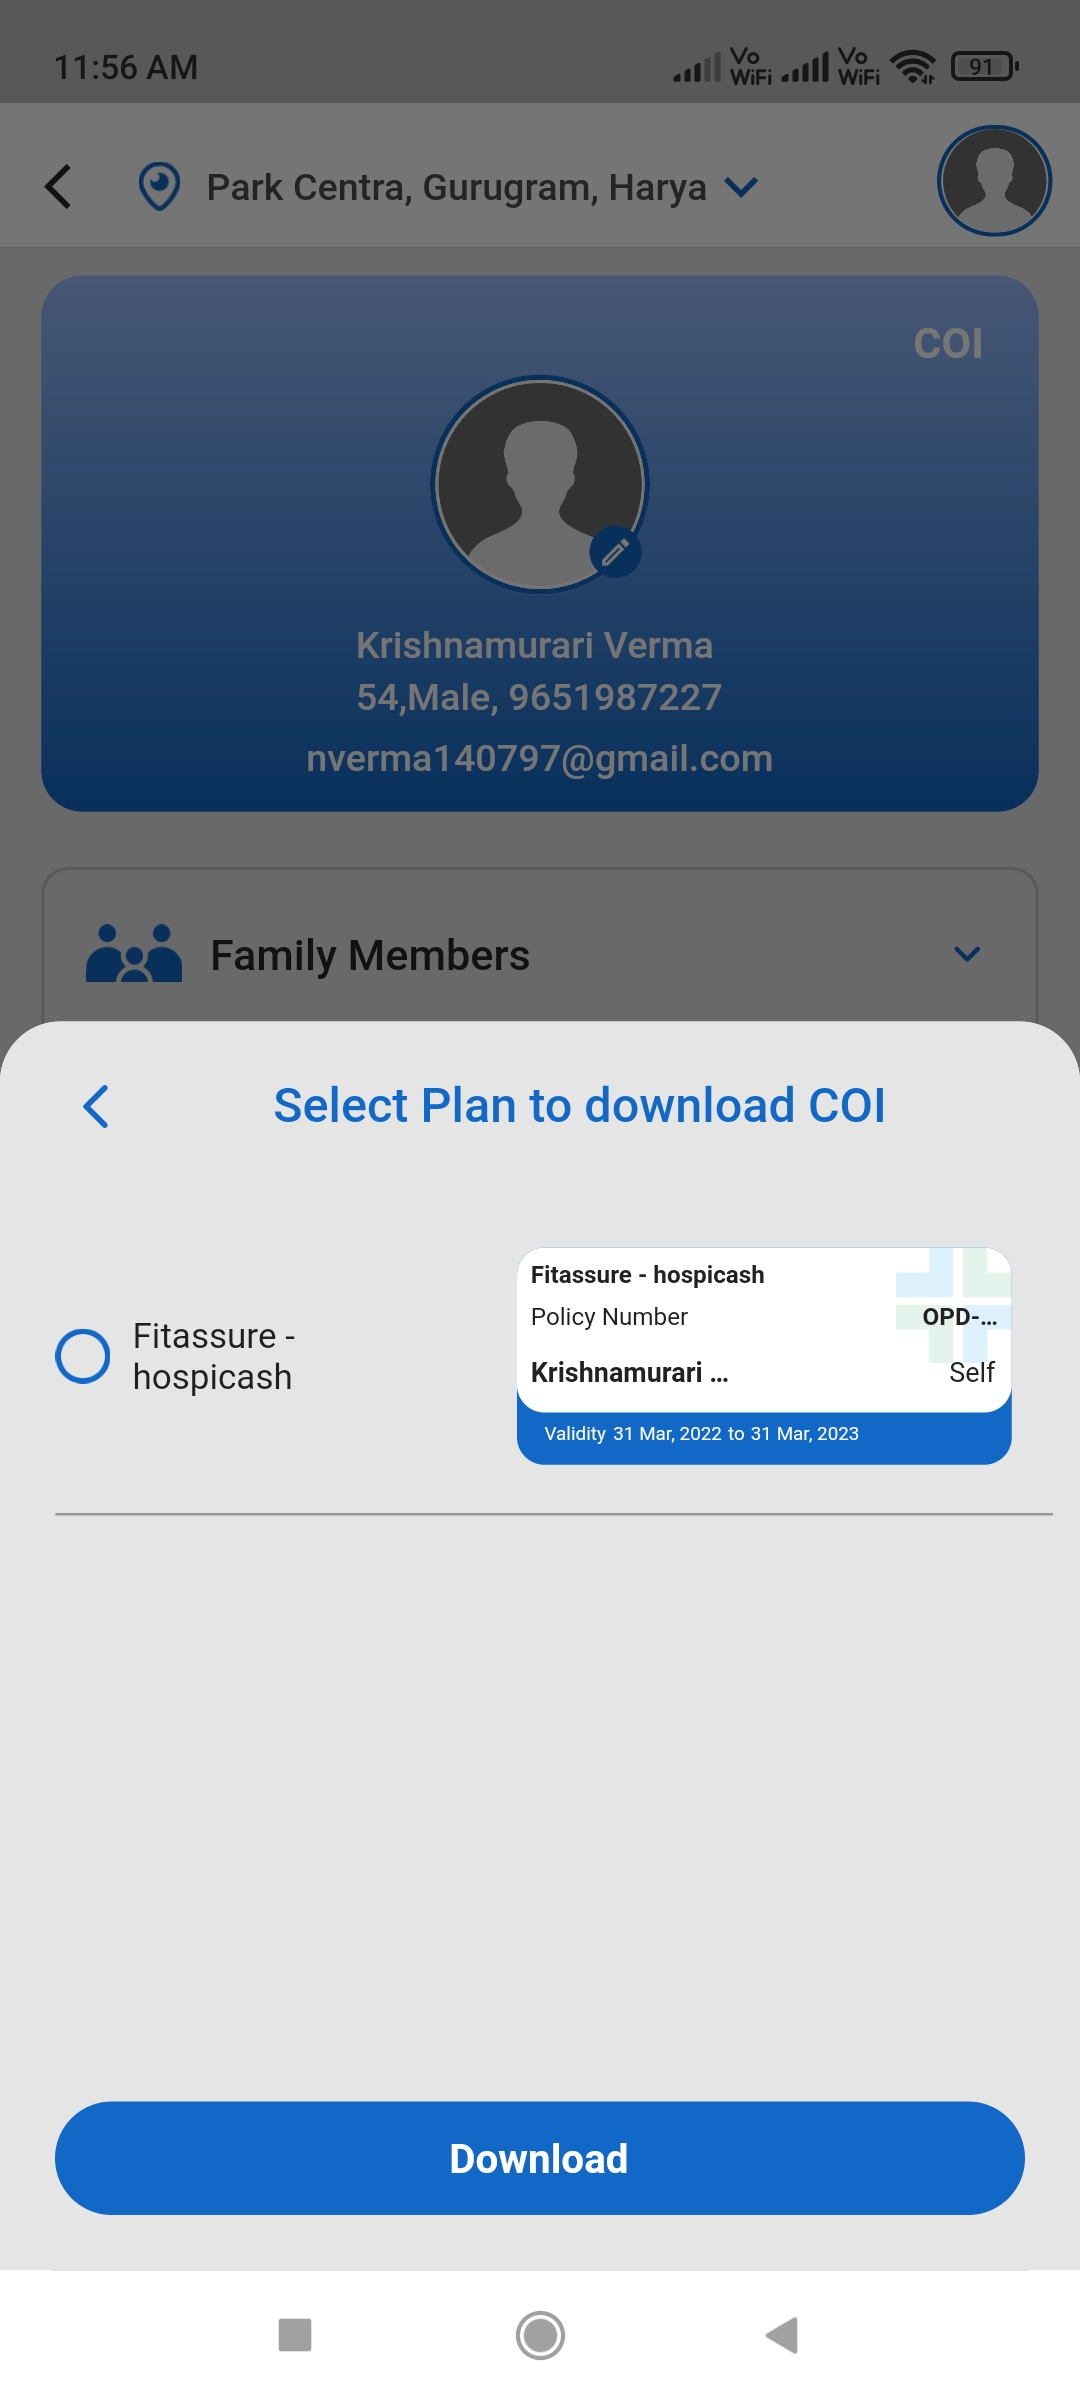 11:56 AM
Vo WiFi Vo WiFi 91
Park Centra, Gurugram, Harya
COI
Krishnamurari Verma
54,Male, 9651987227
nverma140797@gmail.com
Family Members
Select Plan to download COI
Fitassure -
hospicash
Fitassure - hospicash
Policy Number OPD-...
Krishnamurari ... Self
Validity 31 Mar, 2022 to 31 Mar, 2023
Download